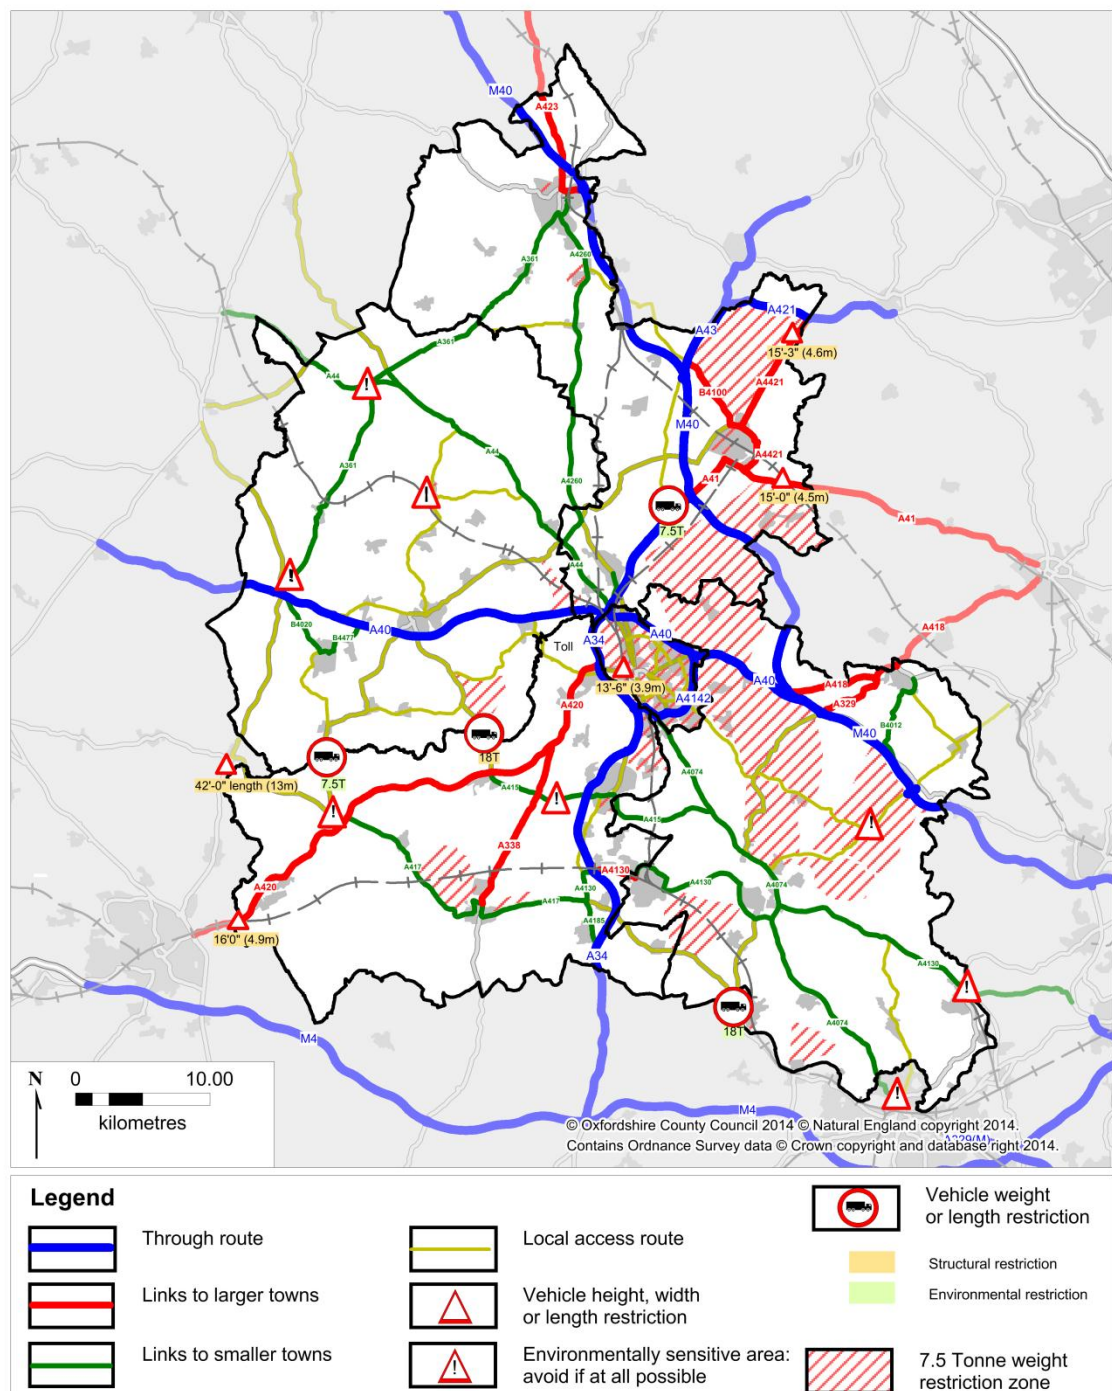 M40
A423
A361
A4260
A421
A43
15'-3" (4.6m)
A361
A44
B4100
A4421
M40
A361
A44
A4421
A4260
A41
15'-0" (4.5m)
7.5T
A41
A44
B4020
B4477
A40
A34
Toll
A40
A418
13'-6" (3.9m)
A40
A418
A4142
A329
A420
B4012
M40
18T
42'-0" length (13m)
7.5T
A4074
A415
A415
A338
A417
A420
A4130
A4130
A4130
A4074
A417
A4185
16'0" (4.9m)
A34
A4130
M4
18T
A4074
N
0 10.00
kilometres
M4
© Oxfordshire County Council 2014 © Natural England copyright 2014.
A329(M)
Contains Ordnance Survey data © Crown copyright and database right 2014.
Legend
Through route
Links to larger towns
Links to smaller towns
Local access route
Vehicle height, width
or length restriction
Environmentally sensitive area:
avoid if at all possible
Vehicle weight
or length restriction
Structural restriction
Environmental restriction
7.5 Tonne weight
restriction zone